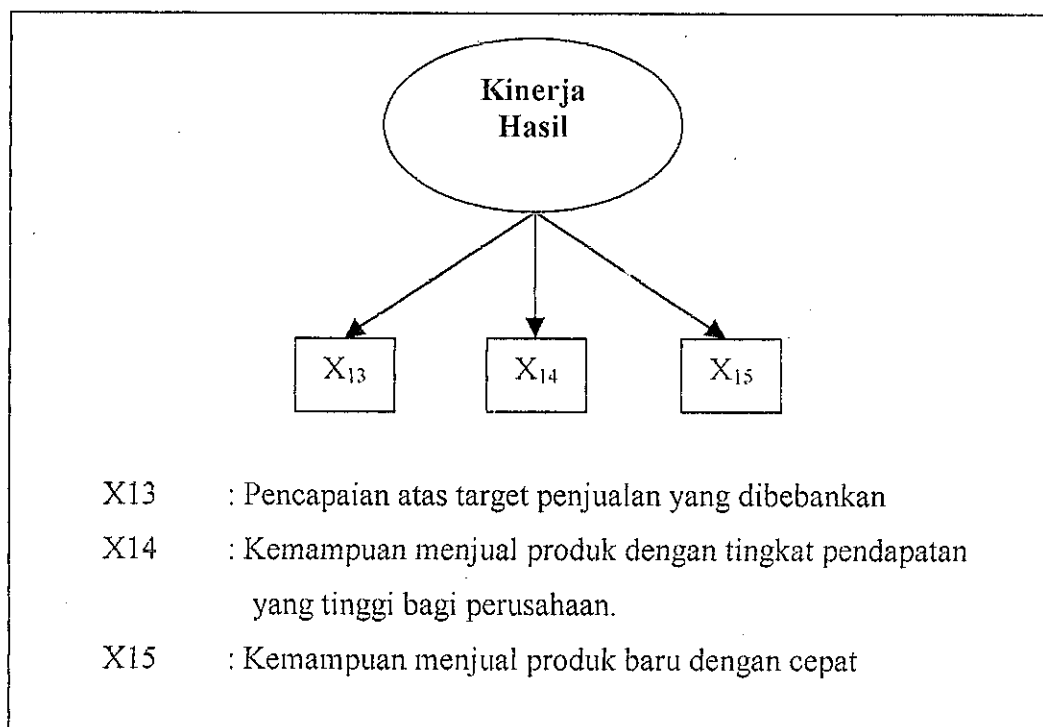 Kinerja
Hasil
X₁₃ X₁₄ X₁₅
X13 : Pencapaian atas target penjualan yang dibebankan
X14 : Kemampuan menjual produk dengan tingkat pendapatan
yang tinggi bagi perusahaan.
X15 : Kemampuan menjual produk baru dengan cepat